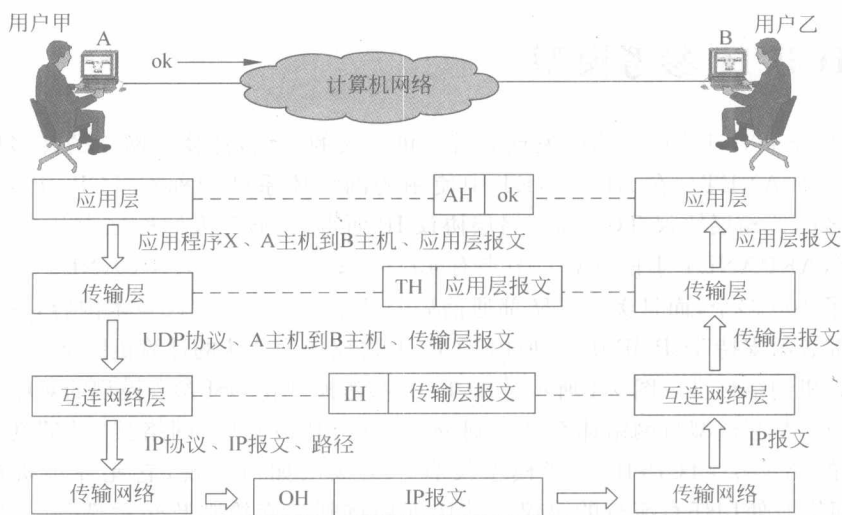 用户甲
A
ok
计算机网络
B
用户乙
应用层
AH ok
应用层
应用程序X、A主机到B主机、应用层报文
应用层报文
传输层
TH 应用层报文
传输层
UDP协议、A主机到B主机、传输层报文
传输层报文
互连网络层
IH 传输层报文
互连网络层
IP协议、IP报文、路径
IP报文
传输网络
OH IP报文
传输网络